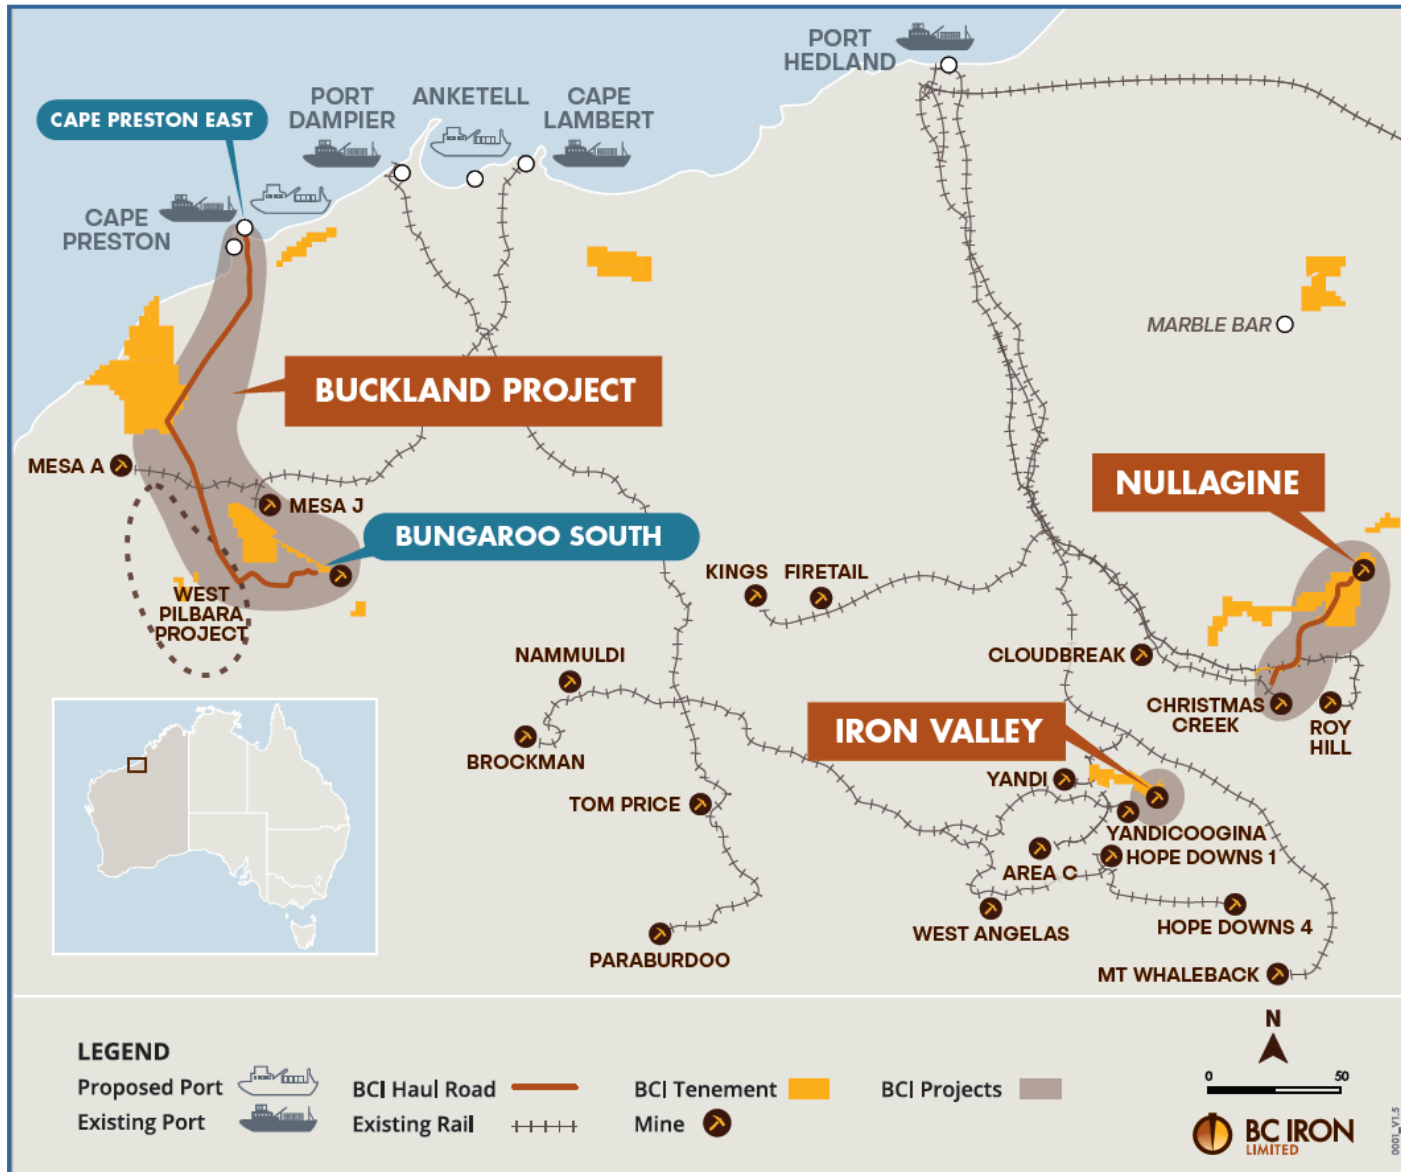 PORT
HEDLAND
CAPE PRESTON EAST
PORT
DAMPIER
ANKETELL
CAPE
LAMBERT
CAPE
PRESTON
MARBLE BAR
BUCKLAND PROJECT
MESA A
MESA J
BUNGAROO SOUTH
NULLAGINE
WEST
PILBARA
PROJECT
KINGS
FIRETAIL
NAMMULDI
CLOUDBREAK
CHRISTMAS
CREEK
ROY
HILL
IRON VALLEY
BROCKMAN
YANDI
TOM PRICE
YANDICOOGINA
HOPE DOWNS 1
AREA C
WEST ANGELAS
HOPE DOWNS 4
PARABURDOO
MT WHALEBACK
LEGEND
Proposed Port
Existing Port
BCI Haul Road
Existing Rail
BCI Tenement
Mine
BCI Projects
N
0 50
BC IRON
LIMITED
0001_V1.5